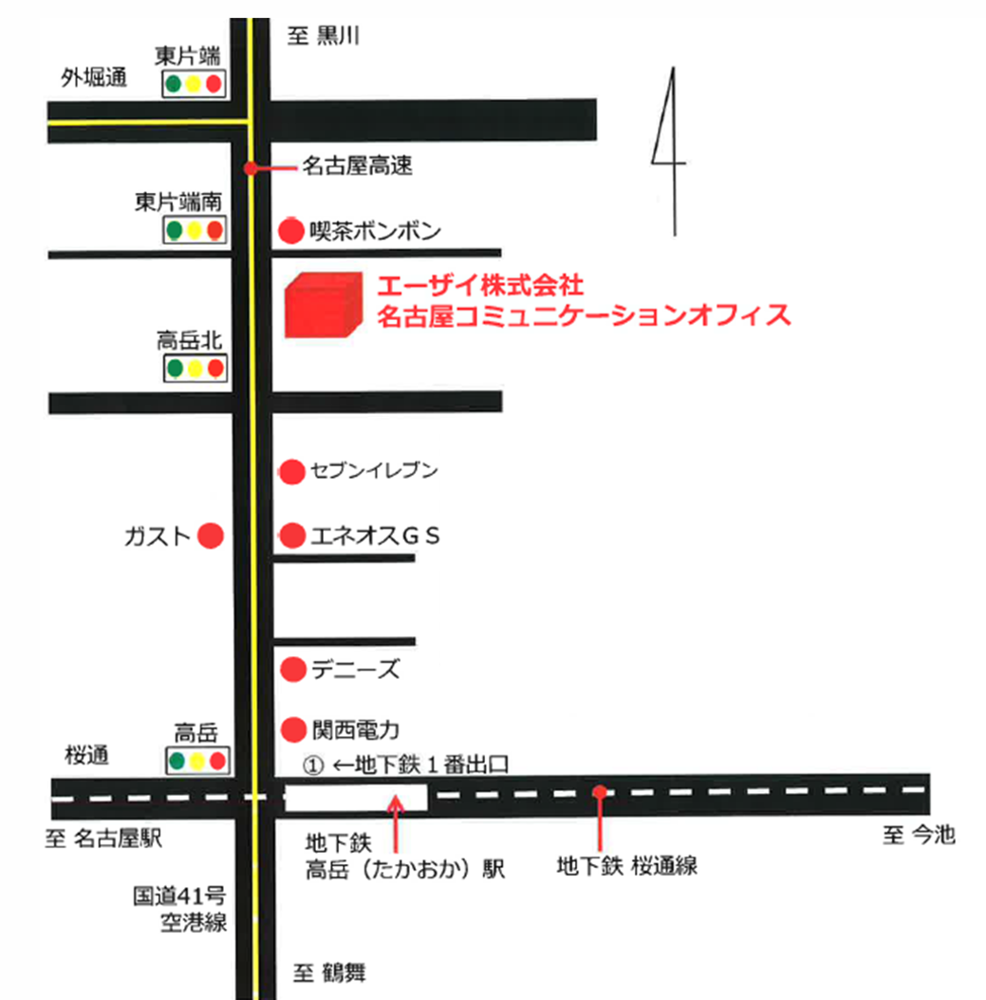 至 黒川
東片端
外堀通
名古屋高速
東片端南
喫茶ボンボン
エーザイ株式会社
名古屋コミュニケーションオフィス
高岳北
セブンイレブン
ガスト
エネオスGS
デニーズ
関西電力
高岳
桜通
① ←地下鉄1番出口
至 名古屋駅
至 今池
地下鉄
高岳（たかおか）駅
地下鉄 桜通線
国道41号
空港線
至 鶴舞